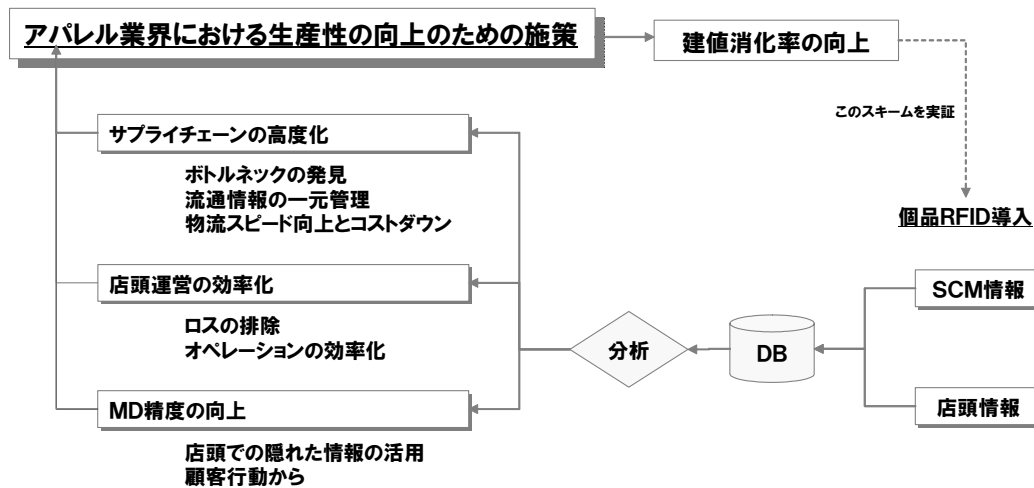 アパレル業界における生産性の向上のための施策
建値消化率の向上
このスキームを実証
サプライチェーンの高度化
ボトルネックの発見
流通情報の一元管理
物流スピード向上とコストダウン
個品RFID導入
店頭運営の効率化
SCM情報
ロスの排除
オペレーションの効率化
分析
DB
MD精度の向上
店頭情報
店頭での隠れた情報の活用
顧客行動から